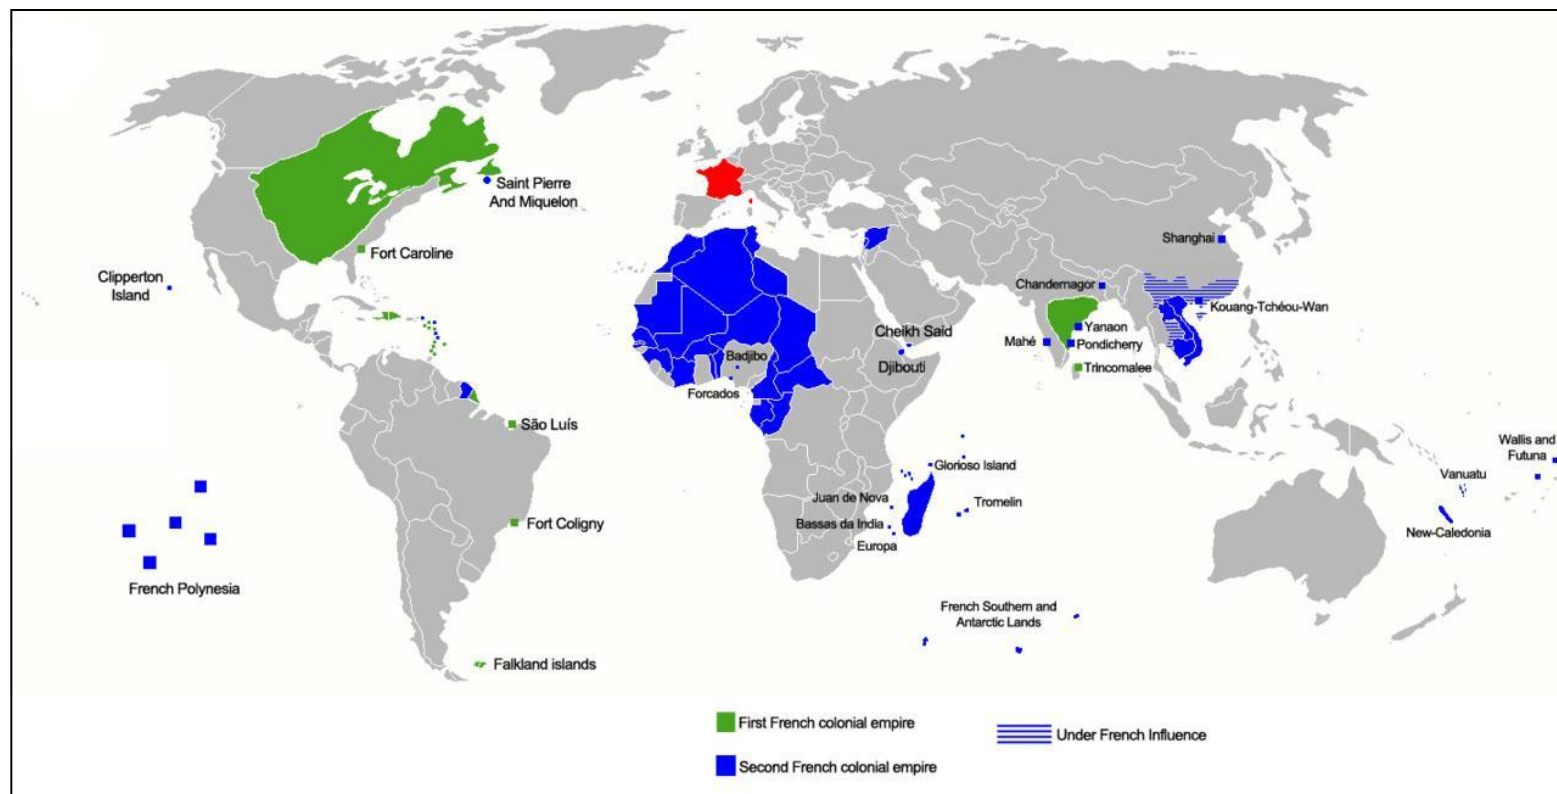 Saint Pierre
And Miquelon
Fort Caroline
Clipperton
Island
São Luís
Fort Coligny
French Polynesia
Falkland islands
Badjibo
Forcados
Cheikh Said
Djibouti
Glorioso Island
Juan de Nova
Tromelin
Bassas da India
Europa
French Southern and
Antarctic Lands
Shanghai
Chandernagor
Kouang-Tchéou-Wan
Yanaon
Mahé
Pondicherry
Trincomalee
Wallis and
Futuna
Vanuatu
New-Caledonia
First French colonial empire
Under French Influence
Second French colonial empire